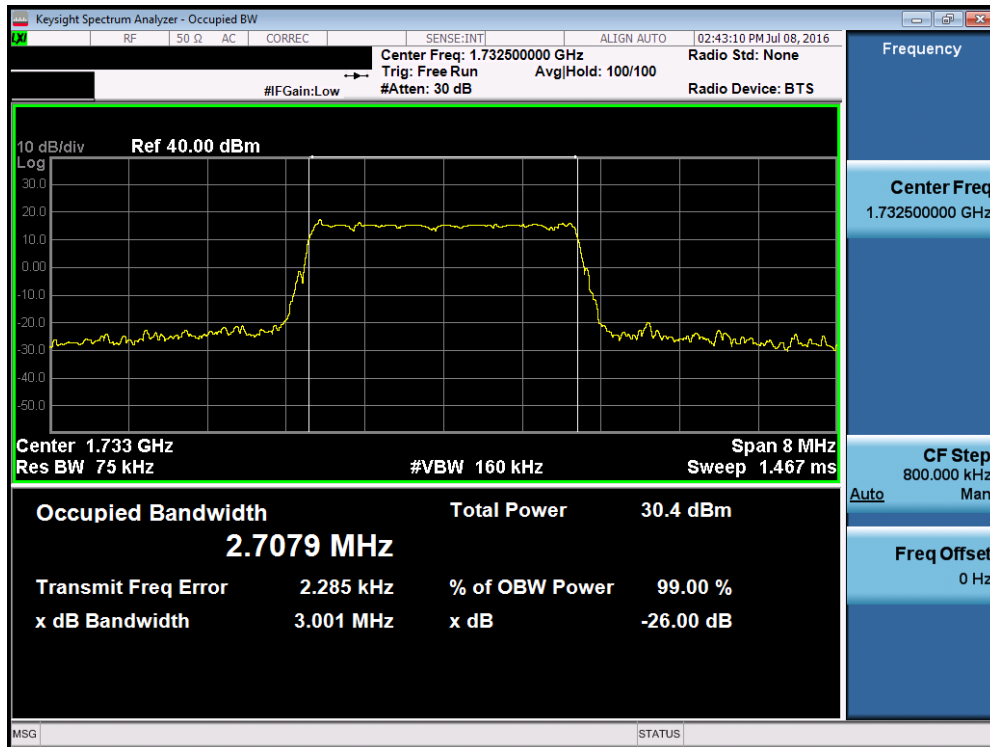 Keysight Spectrum Analyzer - Occupied BW
LXI RF 50 Ω AC CORREC SENSE:INT ALIGN AUTO 02:43:10 PM Jul 08, 2016
Center Freq: 1.732500000 GHz Radio Std: None
Trig: Free Run Avg|Hold: 100/100
#IFGain:Low #Atten: 30 dB Radio Device: BTS
10 dB/div Ref 40.00 dBm
Log
30.0
20.0
10.0
0.00
-10.0
-20.0
-30.0
-40.0
-50.0
Center 1.733 GHz Span 8 MHz
Res BW 75 kHz #VBW 160 kHz Sweep 1.467 ms
Occupied Bandwidth Total Power 30.4 dBm
2.7079 MHz
Transmit Freq Error 2.285 kHz % of OBW Power 99.00 %
x dB Bandwidth 3.001 MHz x dB -26.00 dB
MSG STATUS
Frequency
Center Freq
1.732500000 GHz
CF Step
800.000 kHz
Auto Man
Freq Offset
0 Hz